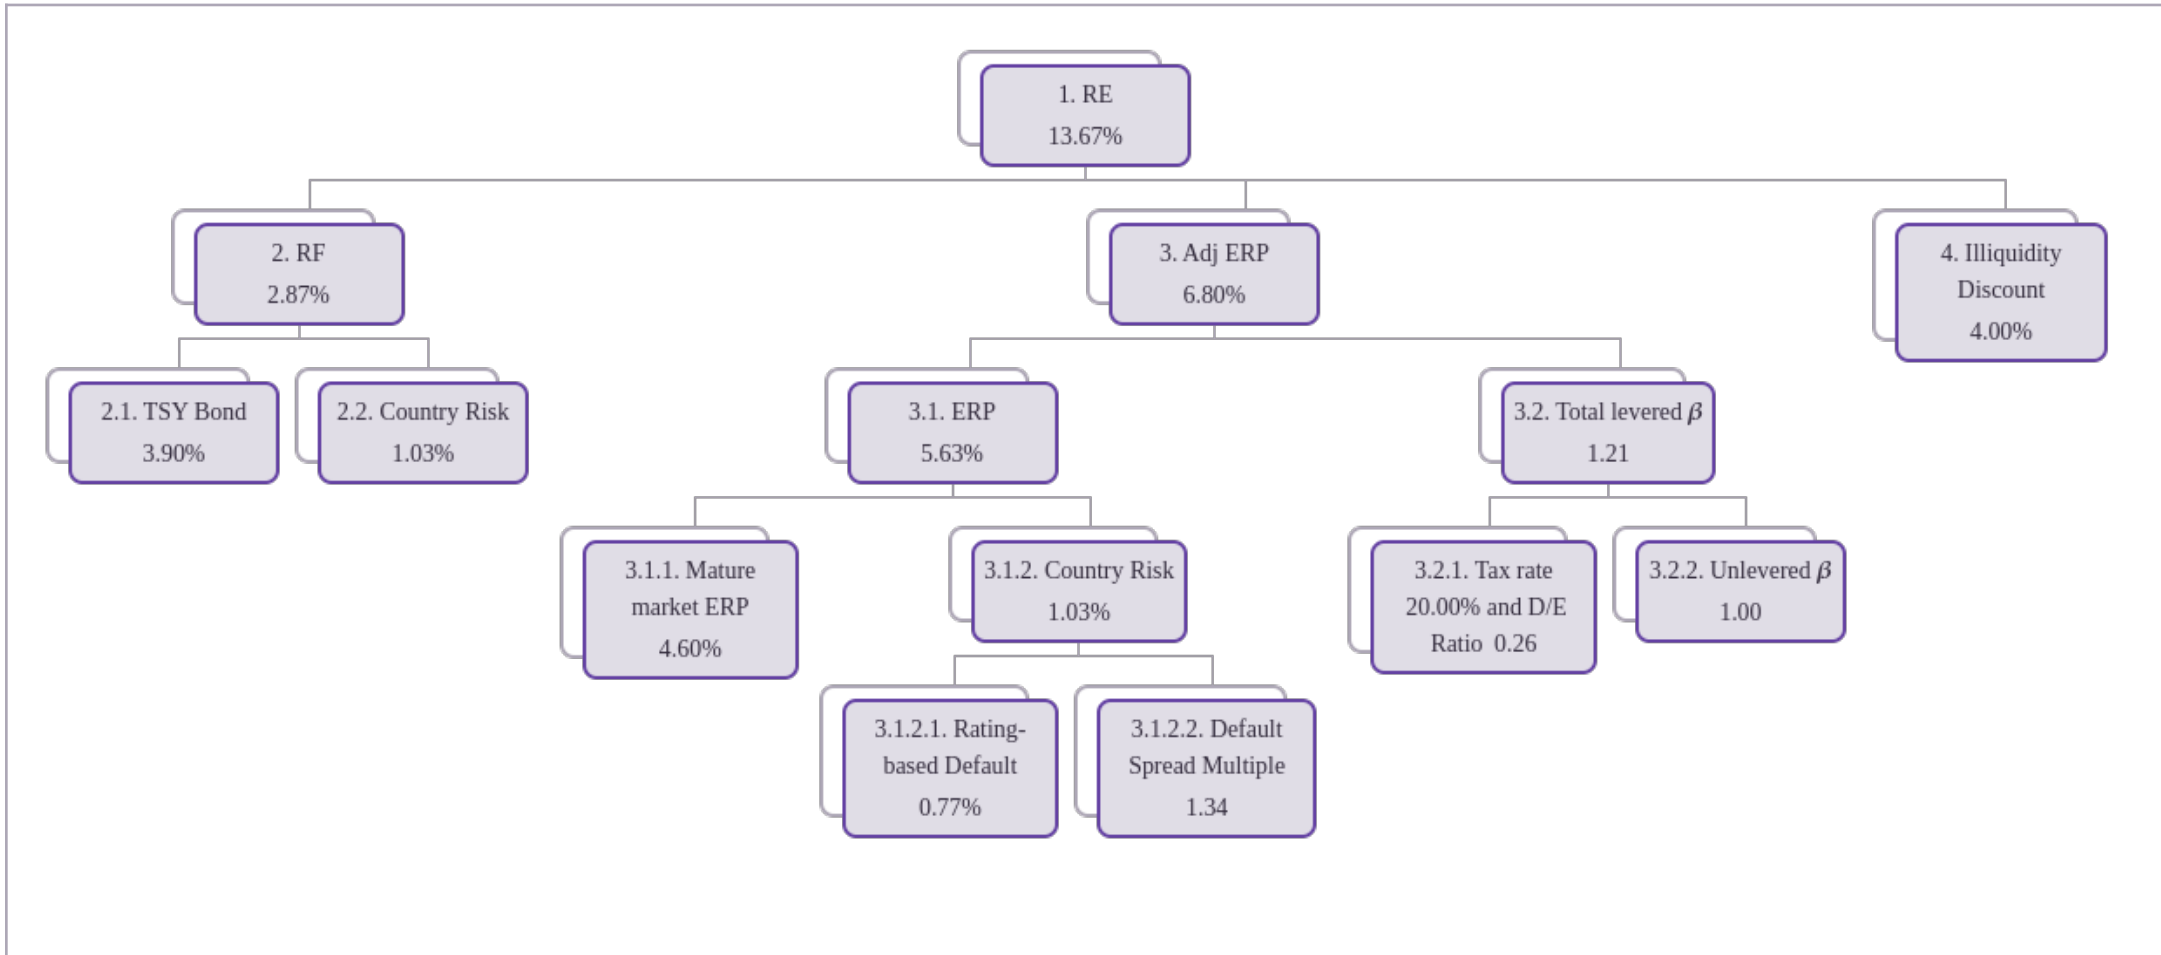 1. RE
13.67%
2. RF
2.87%
3. Adj ERP
6.80%
4. Illiquidity
Discount
4.00%
2.1. TSY Bond
3.90%
2.2. Country Risk
1.03%
3.1. ERP
5.63%
3.2. Total levered β
1.21
3.1.1. Mature
market ERP
4.60%
3.1.2. Country Risk
1.03%
3.2.1. Tax rate
20.00% and D/E
Ratio  0.26
3.2.2. Unlevered β
1.00
3.1.2.1. Rating-
based Default
0.77%
3.1.2.2. Default
Spread Multiple
1.34